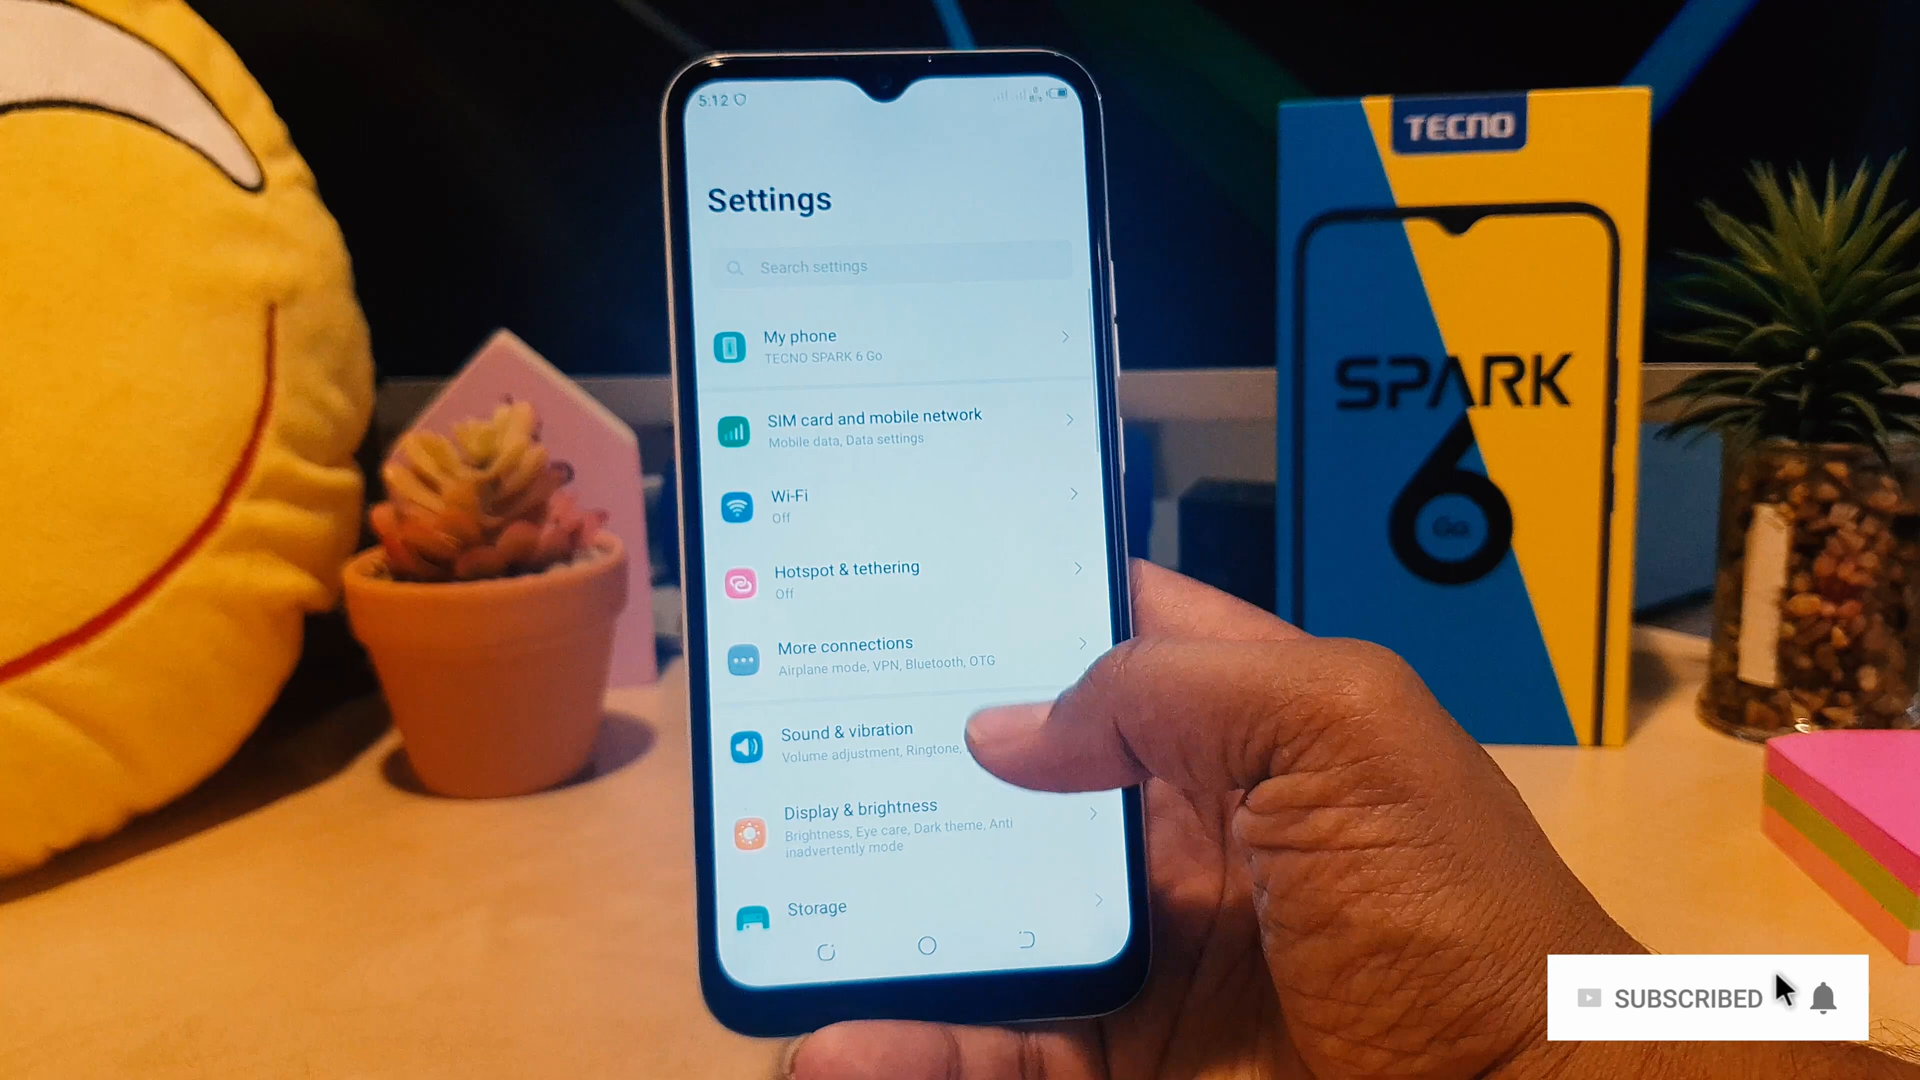 5:12
Settings
Search settings
My phone
TECNO SPARK 6 Go
SIM card and mobile network
Mobile data, Data settings
Wi-Fi
Off
Hotspot & tethering
Off
More connections
Airplane mode, VPN, Bluetooth, OTG
Sound & vibration
Volume adjustment, Ringtone,
Display & brightness
Brightness, Eye care, Dark theme, Anti
inadvertently mode
Storage
TECNO
SPARK
6
Go
SUBSCRIBED